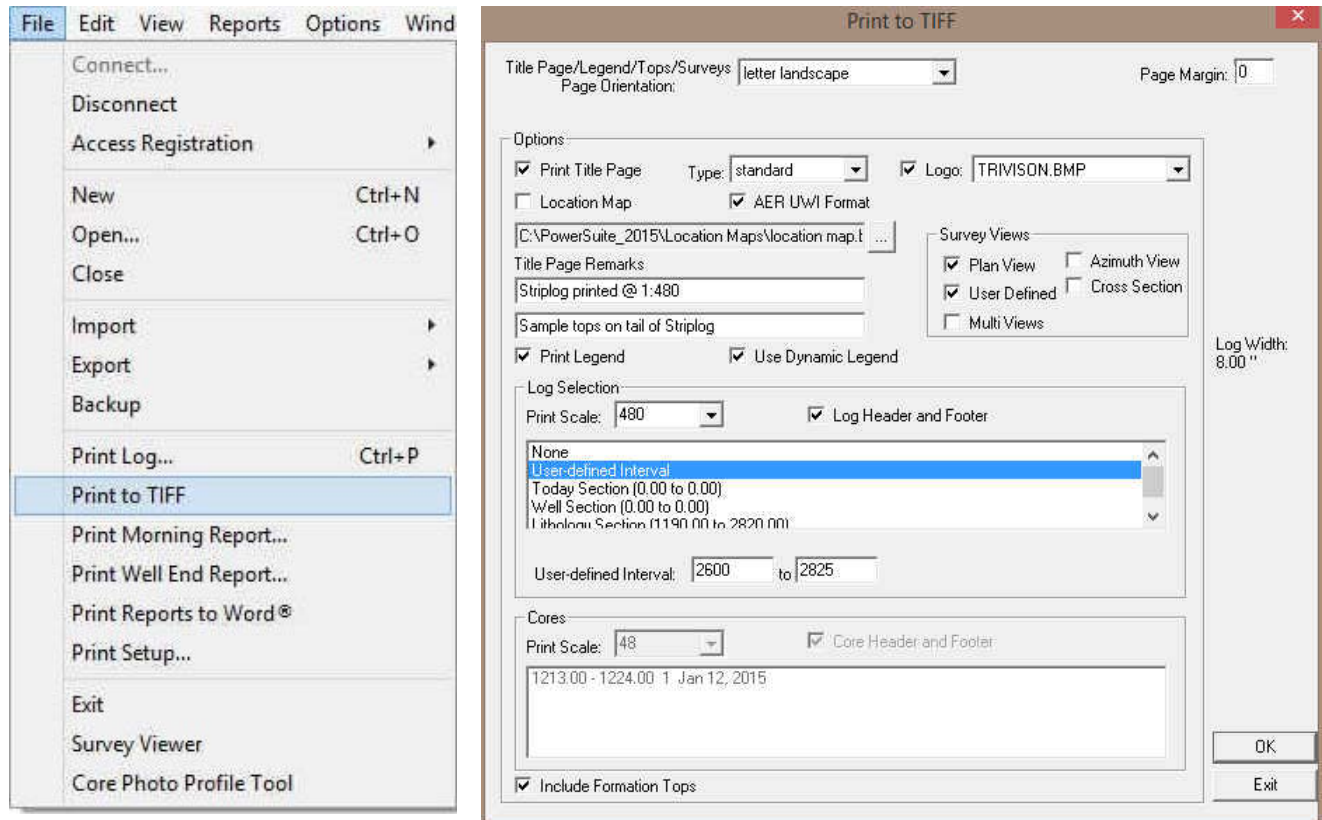 File Edit View Reports Options Wind
Connect...
Disconnect
Access Registration
New Ctrl+N
Open... Ctrl+O
Close
Import
Export
Backup
Print Log... Ctrl+P
Print to TIFF
Print Morning Report...
Print Well End Report...
Print Reports to Word®
Print Setup...
Exit
Survey Viewer
Core Photo Profile Tool
Print to TIFF
Title Page/Legend/Tops/Surveys
Page Orientation:
letter landscape
Page Margin: 0
Options
Print Title Page Type: standard Logo: TRIVISON.BMP
Location Map AER UWI Format
C:\PowerSuite_2015\Location Maps\location map.t ...
Title Page Remarks
Striplog printed @ 1:480
Sample tops on tail of Striplog
Survey Views
Plan View Azimuth View
User Defined Cross Section
Multi Views
Print Legend Use Dynamic Legend
Log Width:
8.00 "
Log Selection
Print Scale: 480 Log Header and Footer
None
User-defined Interval
Today Section (0.00 to 0.00)
Well Section (0.00 to 0.00)
Lithology Section (1190.00 to 2820.00)
User-defined Interval: 2600 to 2825
Cores
Print Scale: 48 Core Header and Footer
1213.00 - 1224.00 1 Jan 12, 2015
Include Formation Tops
OK
Exit